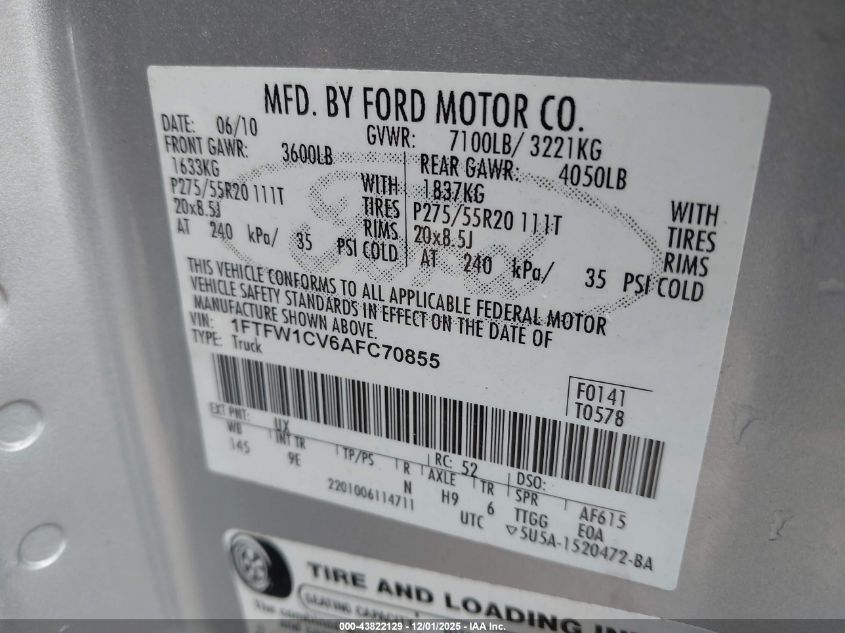 MFD. BY FORD MOTOR CO.
DATE: 06/10 GVWR: 7100LB/ 3221KG
FRONT GAWR: 3600LB REAR GAWR: 4050LB
1633KG WITH 1837KG WITH
P275/55R20 111T TIRES P275/55R20 111T TIRES
20x8.5J RIMS 20x8.5J RIMS
AT 240 kPa/ 35 PSI COLD AT 240 kPa/ 35 PSI COLD
THIS VEHICLE CONFORMS TO ALL APPLICABLE FEDERAL MOTOR
VEHICLE SAFETY STANDARDS IN EFFECT ON THE DATE OF
MANUFACTURE SHOWN ABOVE.
VIN: 1FTFW1CV6AFC70855
TYPE: Truck
F0141
T0578
EXT PNT: UX RC: 52 DSO:
WB INT TR TP/PS R AXLE TR SPR AF615
145 9E N H9 6 TTGG E0A
2201006114711 UTC ▽5U5A-1520472-BA
TIRE AND LOADING
SEATING CAPACITY
The
000-43822129 - 12/01/2025 - IAA Inc.